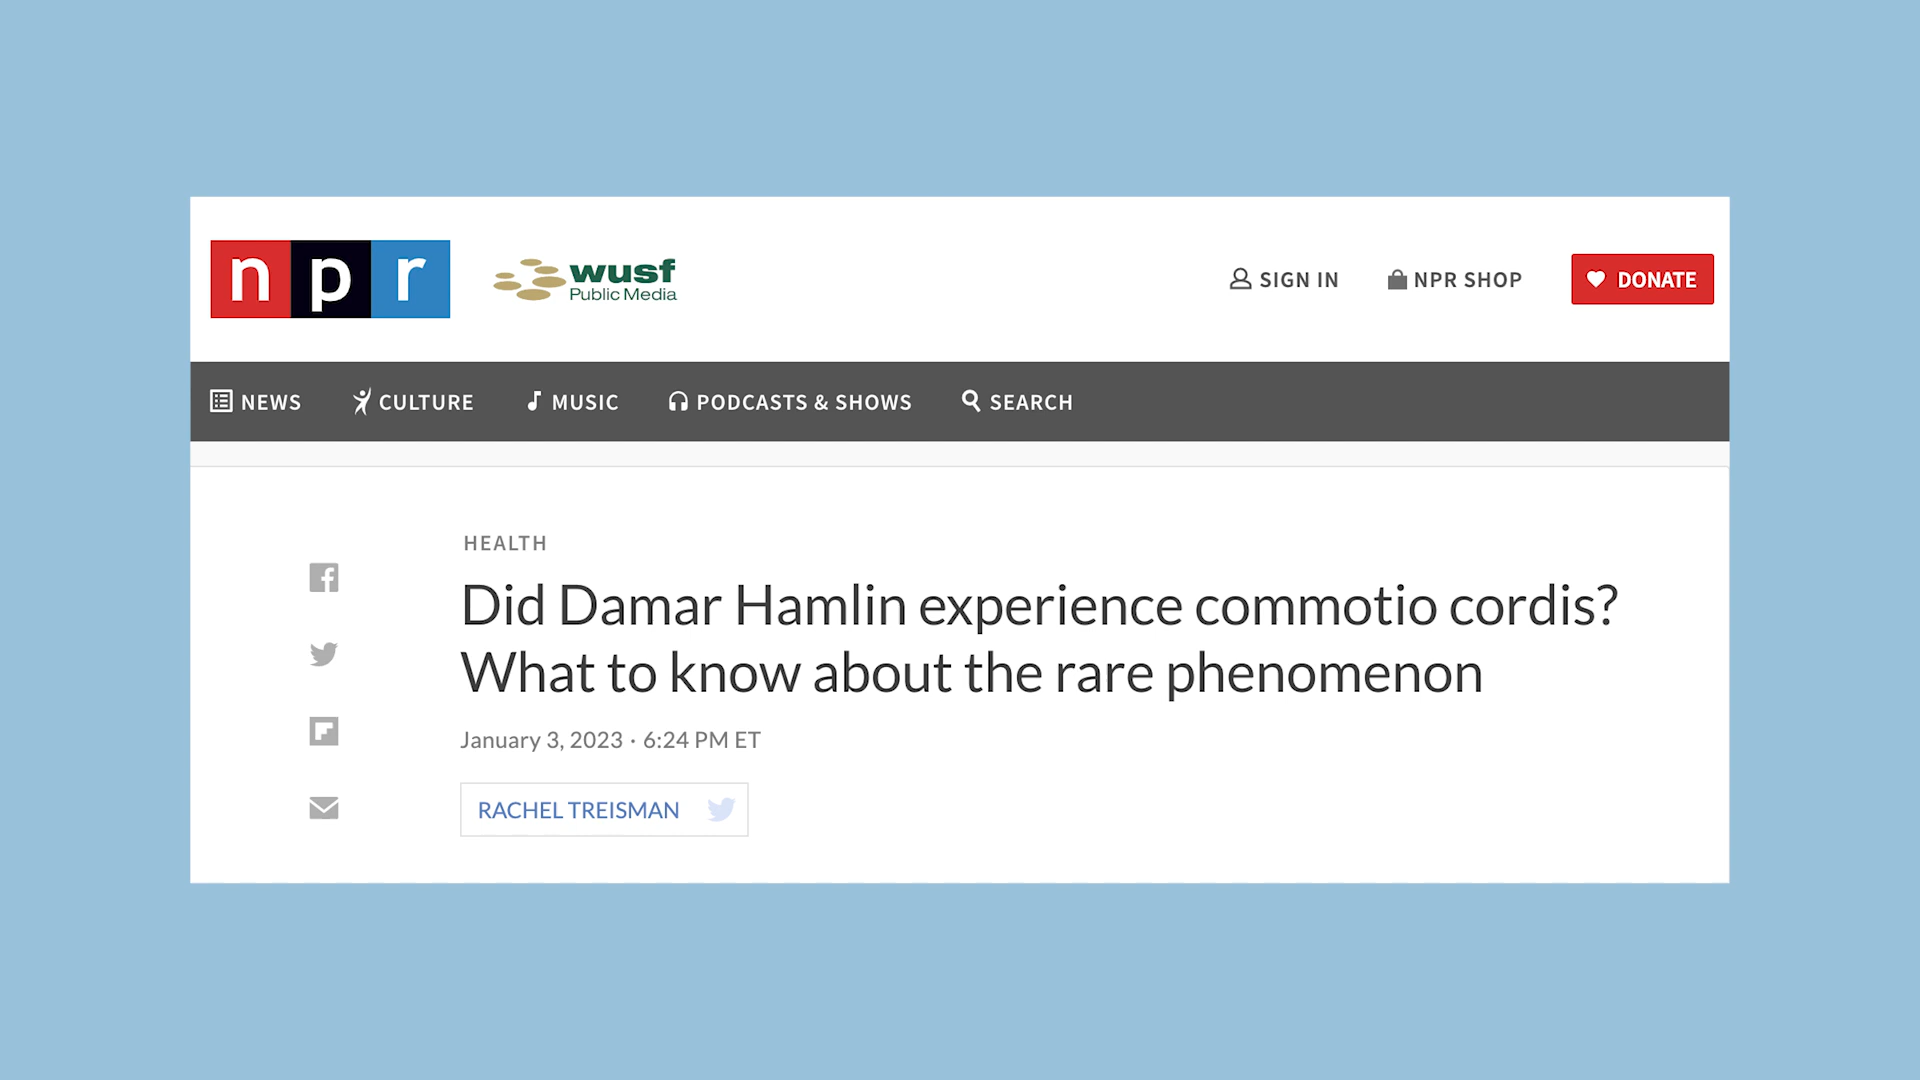 npr
wusf
Public Media
SIGN IN
NPR SHOP
DONATE
NEWS
CULTURE
MUSIC
PODCASTS & SHOWS
SEARCH
HEALTH
Did Damar Hamlin experience commotio cordis?
What to know about the rare phenomenon
January 3, 2023 · 6:24 PM ET
RACHEL TREISMAN